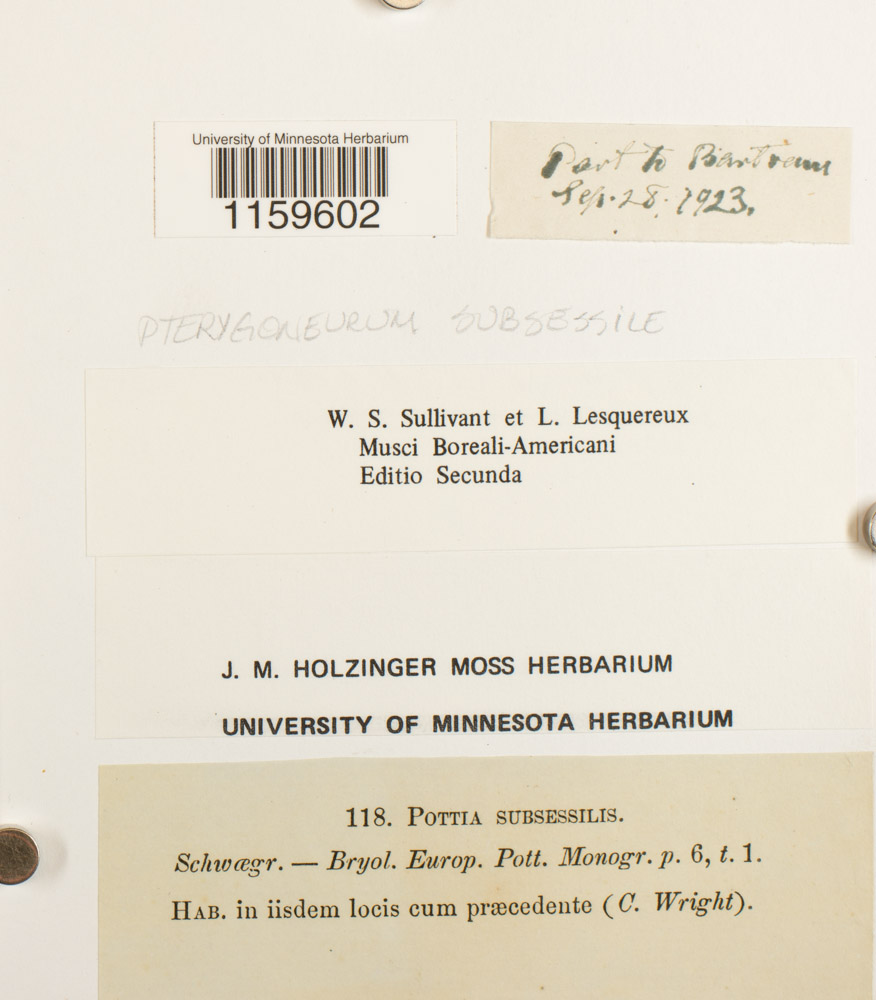 University of Minnesota Herbarium
1159602
Part to Bartram
Sep. 28. 1923.
PTERYGONEURUM SUBSESSILE
W. S. Sullivant et L. Lesquereux
Musci Boreali-Americani
Editio Secunda
J. M. HOLZINGER MOSS HERBARIUM
UNIVERSITY OF MINNESOTA HERBARIUM
118. POTTIA SUBSESSILIS.
Schwægr. — Bryol. Europ. Pott. Monogr. p. 6, t. 1.
HAB. in iisdem locis cum præcedente (C. Wright).